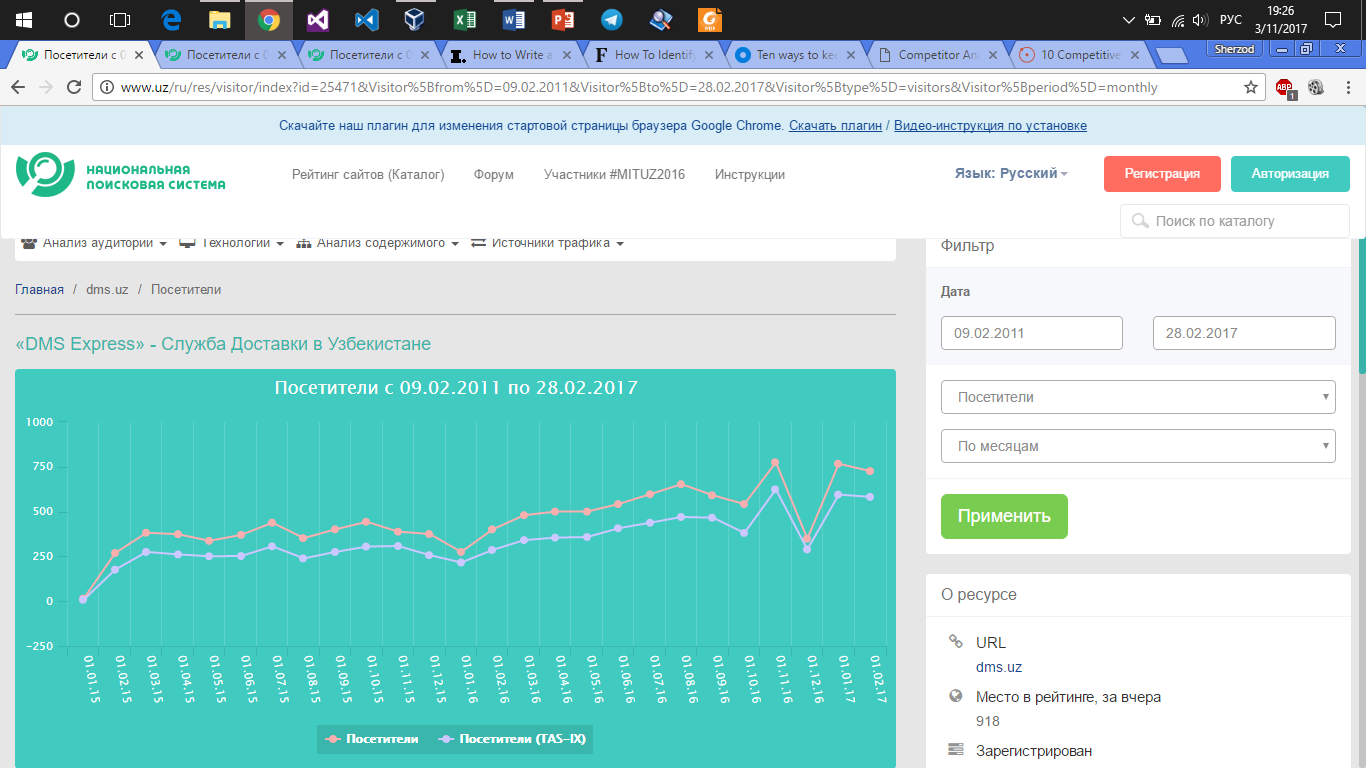 РУС
19:26
3/11/2017
Посетители с 0
Посетители с 0
Посетители с 0
How to Write a
How To Identify
Ten ways to kee
Competitor An
10 Competitive
Sherzod
www.uz/ru/res/visitor/index?id=25471&Visitor%5Bfrom%5D=09.02.2011&Visitor%5Bto%5D=28.02.2017&Visitor%5Btype%5D=visitors&Visitor%5Bperiod%5D=monthly
ABP
1
Скачайте наш плагин для изменения стартовой страницы браузера Google Chrome. Скачать плагин / Видео-инструкция по установке
НАЦИОНАЛЬНАЯ
ПОИСКОВАЯ СИСТЕМА
Рейтинг сайтов (Каталог)
Форум
Участники #MITUZ2016
Инструкции
Язык: Русский
Регистрация
Авторизация
Поиск по каталогу
Анализ аудитории
Технологии
Анализ содержимого
Источники трафика
Главная / dms.uz / Посетители
«DMS Express» - Служба Доставки в Узбекистане
Посетители с 09.02.2011 по 28.02.2017
1000
750
500
250
0
−250
01.01.15
01.02.15
01.03.15
01.04.15
01.05.15
01.06.15
01.07.15
01.08.15
01.09.15
01.10.15
01.11.15
01.12.15
01.01.16
01.02.16
01.03.16
01.04.16
01.05.16
01.06.16
01.07.16
01.08.16
01.09.16
01.10.16
01.11.16
01.12.16
01.01.17
01.02.17
Посетители
Посетители (TAS-IX)
Фильтр
Дата
09.02.2011
28.02.2017
Посетители
По месяцам
Применить
О ресурсе
URL
dms.uz
Место в рейтинге, за вчера
918
Зарегистрирован